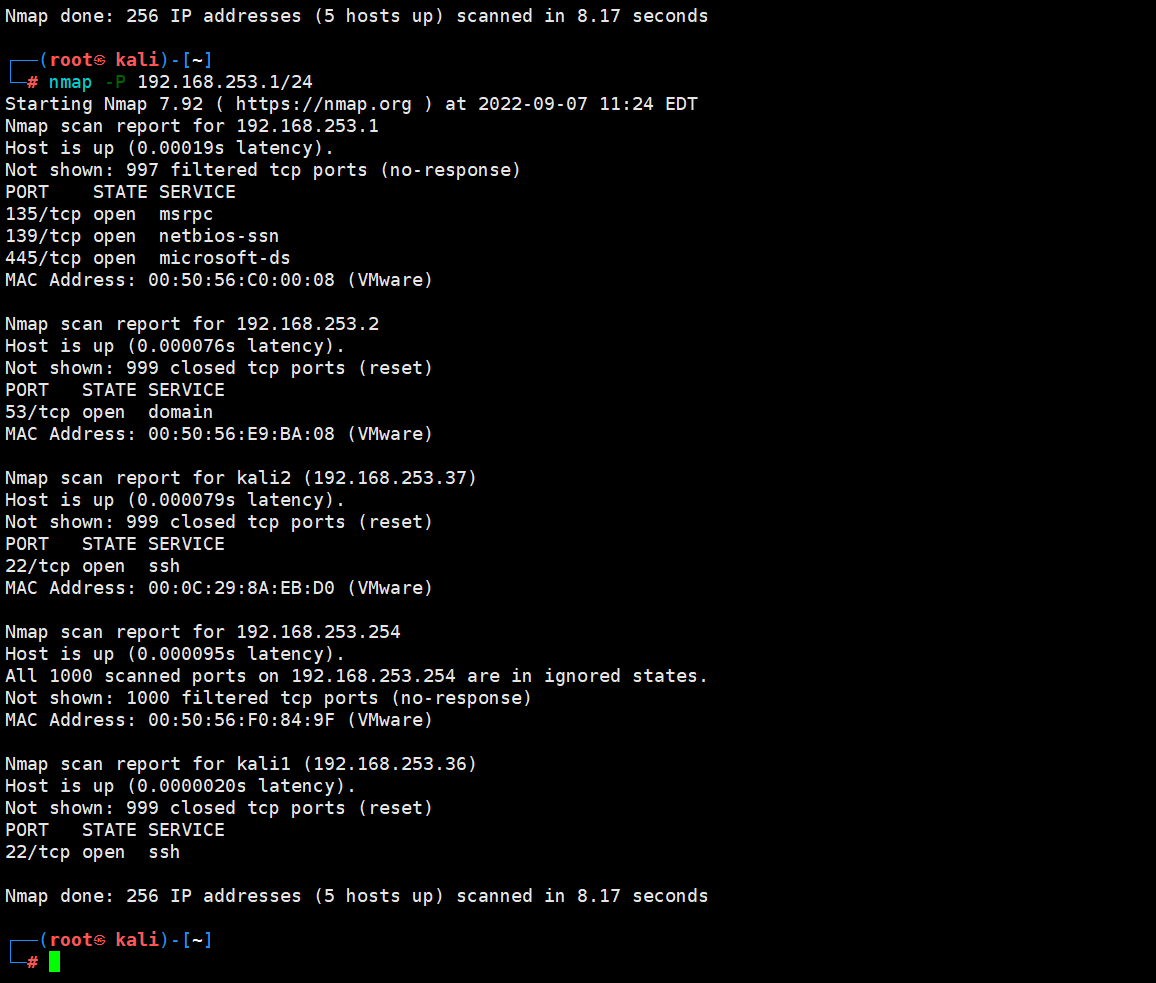 Nmap done: 256 IP addresses (5 hosts up) scanned in 8.17 seconds
┌──(root㉿ kali)-[~]
└─# nmap -P 192.168.253.1/24
Starting Nmap 7.92 ( https://nmap.org ) at 2022-09-07 11:24 EDT
Nmap scan report for 192.168.253.1
Host is up (0.00019s latency).
Not shown: 997 filtered tcp ports (no-response)
PORT    STATE SERVICE
135/tcp open  msrpc
139/tcp open  netbios-ssn
445/tcp open  microsoft-ds
MAC Address: 00:50:56:C0:00:08 (VMware)
Nmap scan report for 192.168.253.2
Host is up (0.000076s latency).
Not shown: 999 closed tcp ports (reset)
PORT   STATE SERVICE
53/tcp open  domain
MAC Address: 00:50:56:E9:BA:08 (VMware)
Nmap scan report for kali2 (192.168.253.37)
Host is up (0.000079s latency).
Not shown: 999 closed tcp ports (reset)
PORT   STATE SERVICE
22/tcp open  ssh
MAC Address: 00:0C:29:8A:EB:D0 (VMware)
Nmap scan report for 192.168.253.254
Host is up (0.000095s latency).
All 1000 scanned ports on 192.168.253.254 are in ignored states.
Not shown: 1000 filtered tcp ports (no-response)
MAC Address: 00:50:56:F0:84:9F (VMware)
Nmap scan report for kali1 (192.168.253.36)
Host is up (0.0000020s latency).
Not shown: 999 closed tcp ports (reset)
PORT   STATE SERVICE
22/tcp open  ssh
Nmap done: 256 IP addresses (5 hosts up) scanned in 8.17 seconds
┌──(root㉿ kali)-[~]
└─#